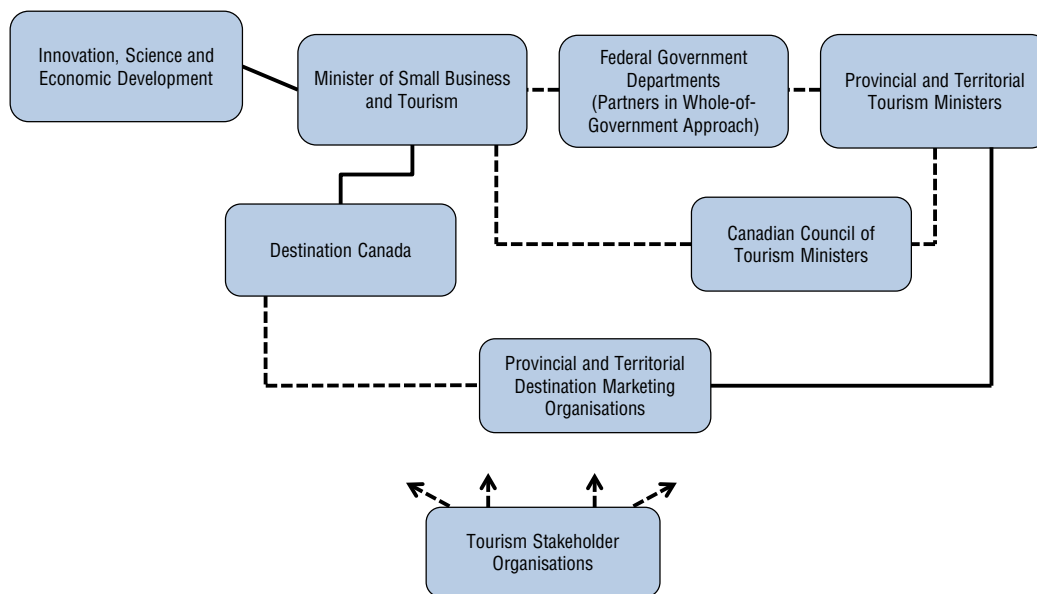 Innovation, Science and
Economic Development
Minister of Small Business
and Tourism
Federal Government
Departments
(Partners in Whole-of-
Government Approach)
Provincial and Territorial
Tourism Ministers
Destination Canada
Canadian Council of
Tourism Ministers
Provincial and Territorial
Destination Marketing
Organisations
Tourism Stakeholder
Organisations